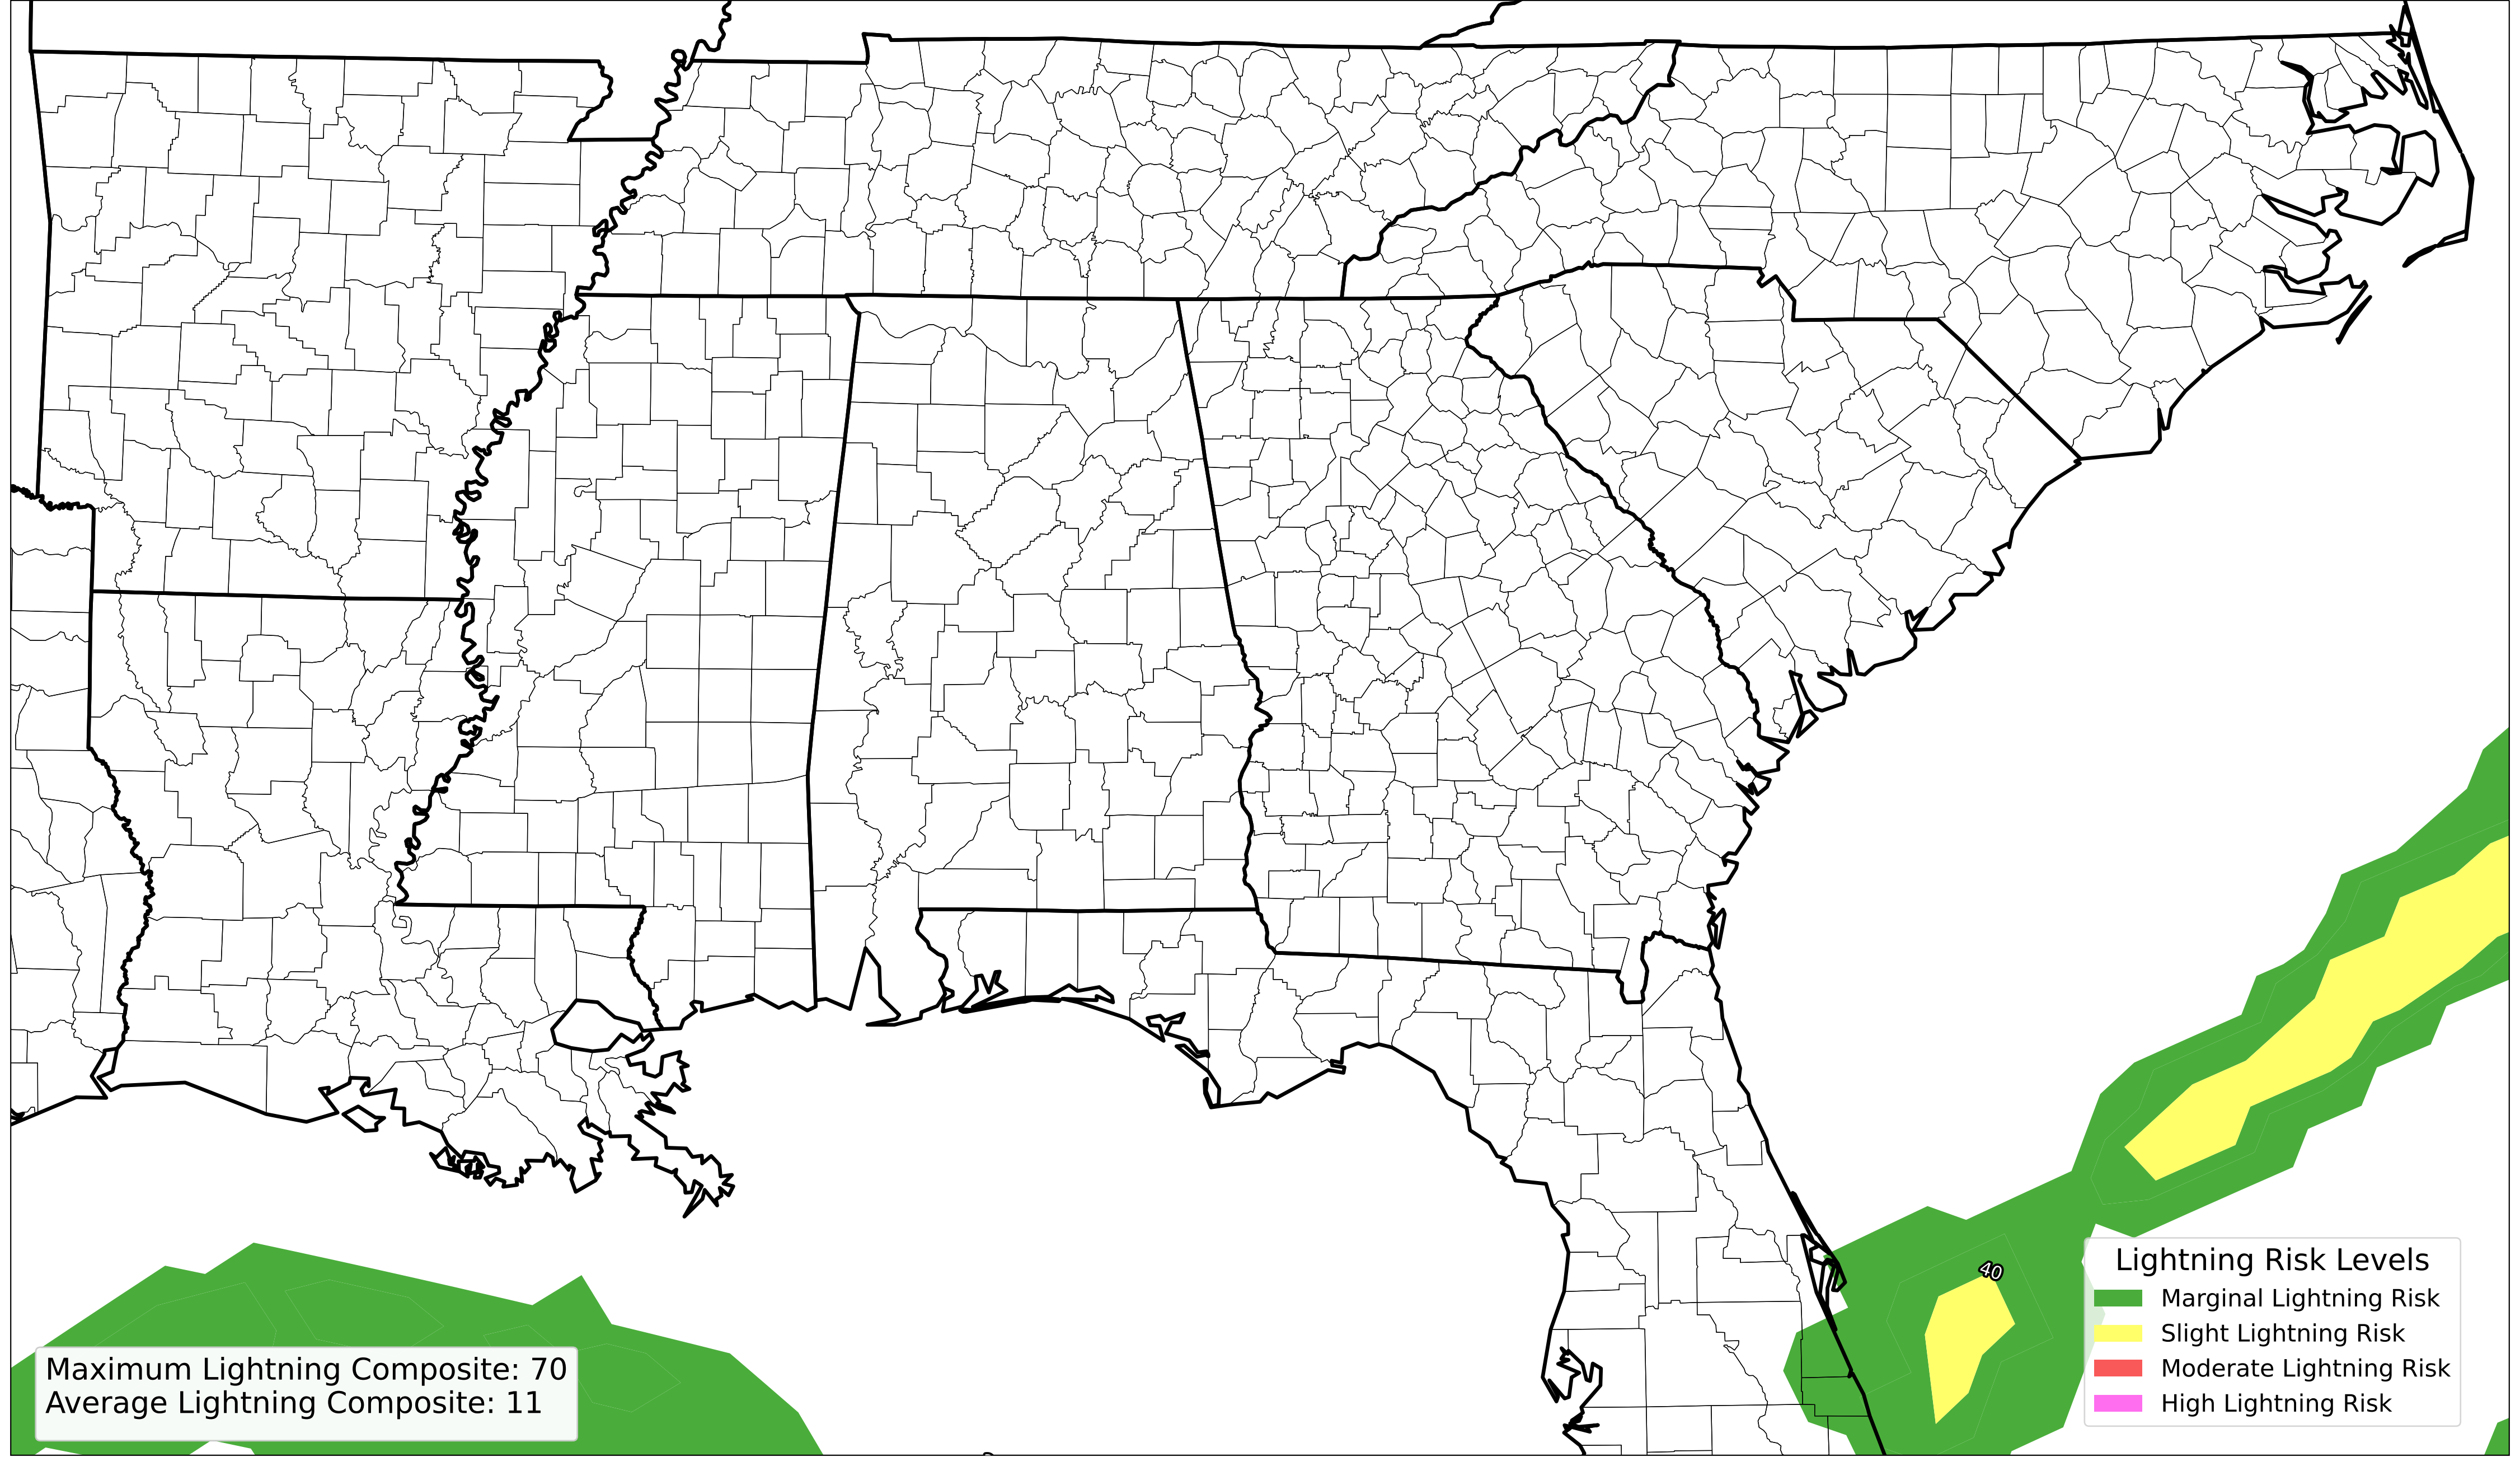 40
Lightning Risk Levels
Marginal Lightning Risk
Slight Lightning Risk
Moderate Lightning Risk
High Lightning Risk
Maximum Lightning Composite: 70
Average Lightning Composite: 11